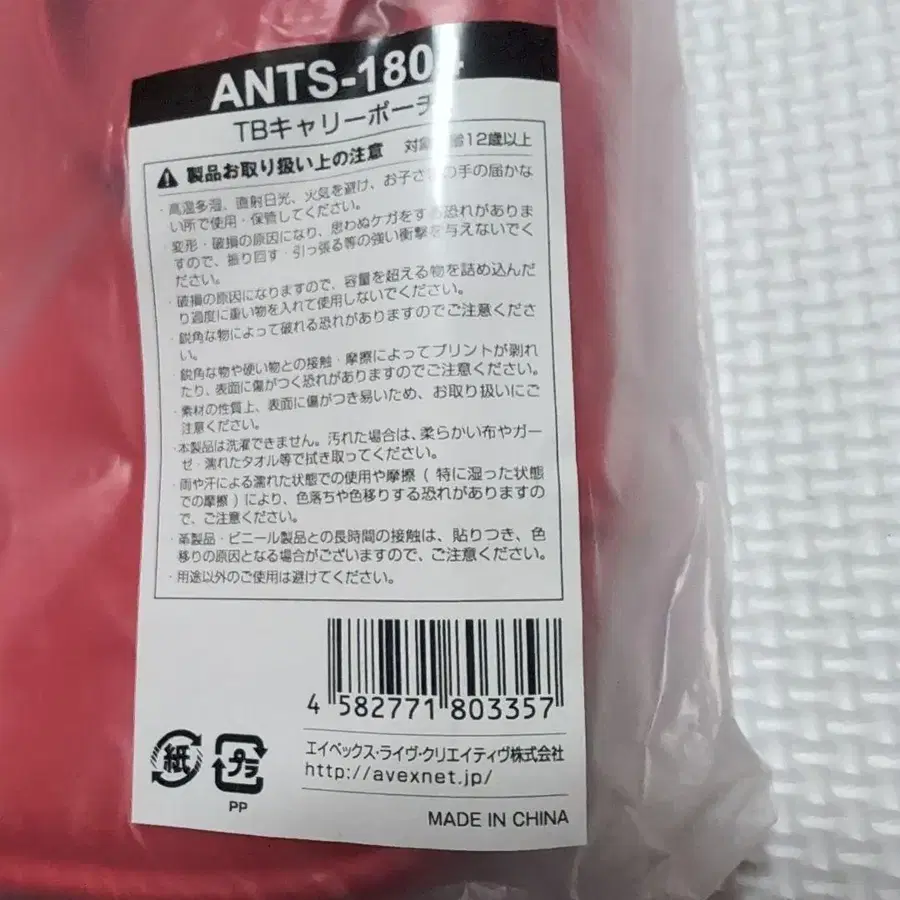 ANTS-180
TBキャリーポーチ
製品お取り扱い上の注意 対象 齢12歳以上
・高温多湿、直射日光、火気を避け、お子さまの手の届かな
い所で使用・保管してください。
・変形・破損の原因になり、思わぬケガをする恐れがありま
すので、振り回す・引っ張る等の強い衝撃を与えないでく
ださい。
・破損の原因になりますので、容量を超える物を詰め込んだ
り過度に重い物を入れて使用しないでください。
・鋭角な物によって破れる恐れがありますのでご注意くださ
い。
・鋭角な物や硬い物との接触・摩擦によってプリントが剥れ
たり、表面に傷がつく恐れがありますのでご注意ください。
・素材の性質上、表面に傷がつき易いため、お取り扱いにご
注意ください。
・本製品は洗濯できません。汚れた場合は、柔らかい布やガー
ゼ・濡れたタオル等で拭き取ってください。
・雨や汗による濡れた状態での使用や摩擦（特に湿った状態
での摩擦）により、色落ちや色移りする恐れがありますの
で、ご注意ください。
・革製品・ビニール製品との長時間の接触は、貼りつき、色
移りの原因となる場合がございますので、ご注意ください。
・用途以外のご使用は避けてください。
4 582771 803357
紙
プラ
PP
エイベックス・ライヴ・クリエイティヴ株式会社
http://avexnet.jp/
MADE IN CHINA